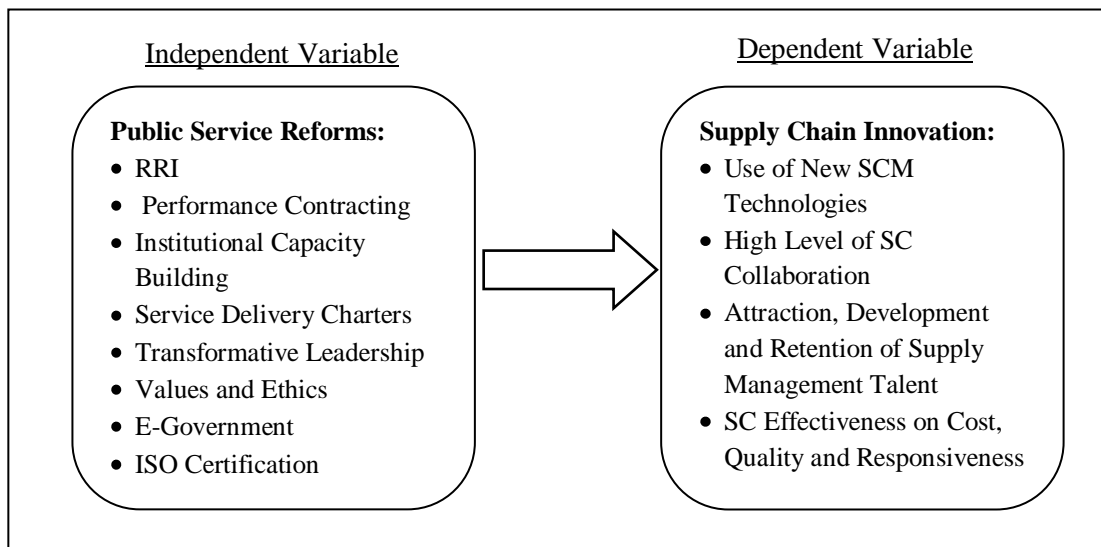 Independent Variable
Public Service Reforms:
• RRI
• Performance Contracting
• Institutional Capacity
Building
• Service Delivery Charters
• Transformative Leadership
• Values and Ethics
• E-Government
• ISO Certification
Dependent Variable
Supply Chain Innovation:
• Use of New SCM
Technologies
• High Level of SC
Collaboration
• Attraction, Development
and Retention of Supply
Management Talent
• SC Effectiveness on Cost,
Quality and Responsiveness